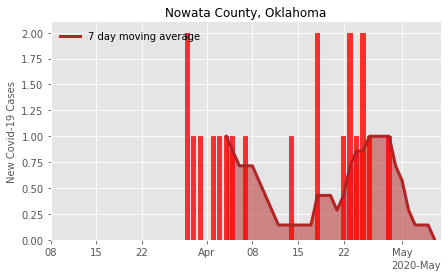 Nowata County, Oklahoma
7 day moving average
New Covid-19 Cases
2.00
1.75
1.50
1.25
1.00
0.75
0.50
0.25
0.00
08
15
22
Apr
08
15
22
May
2020-May